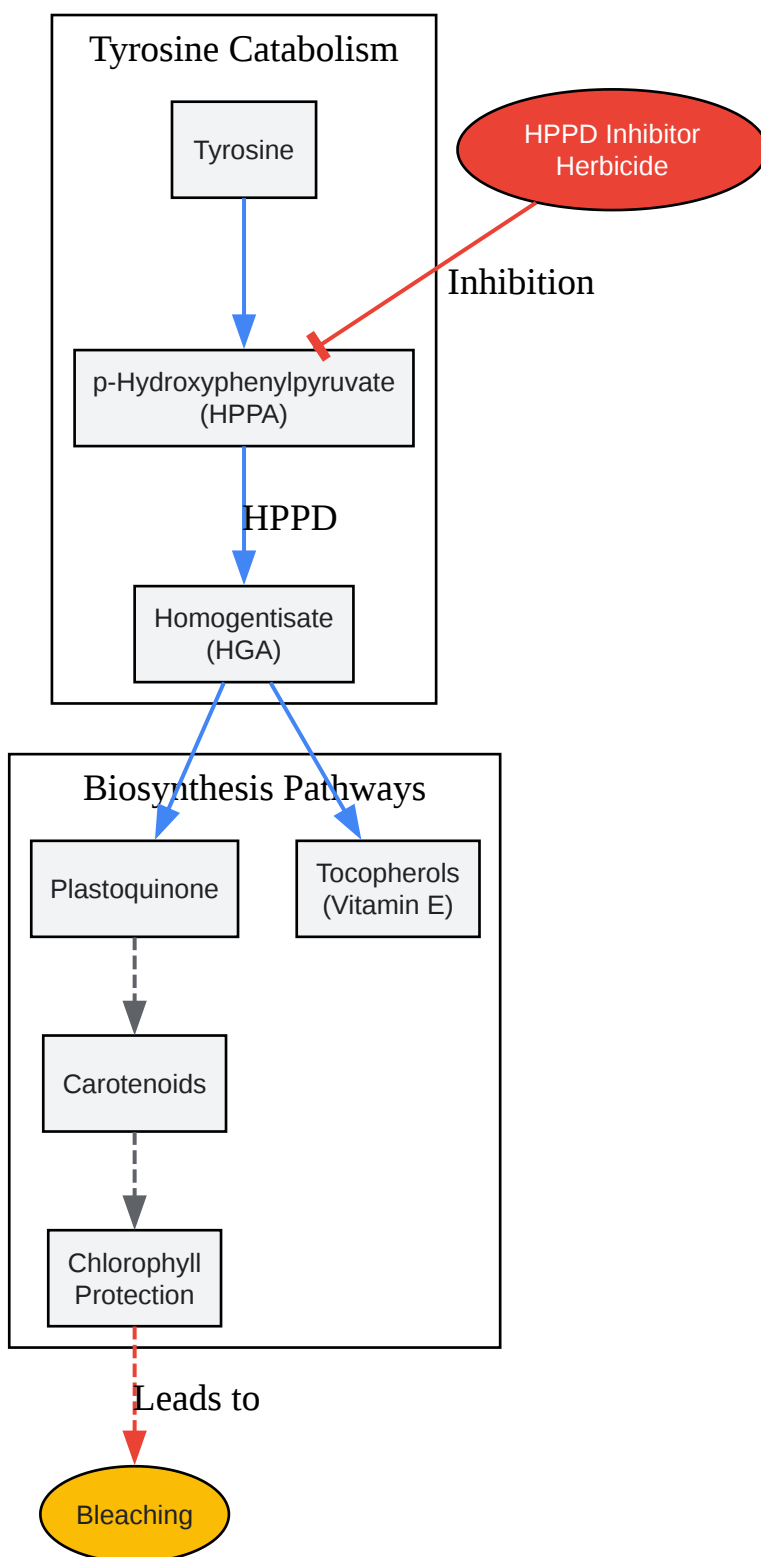 Tyrosine Catabolism
Tyrosine
HPPD Inhibitor
Herbicide
Inhibition
p-Hydroxyphenylpyruvate
(HPPA)
HPPD
Homogentisate
(HGA)
Biosynthesis Pathways
Plastoquinone
Tocopherols
(Vitamin E)
Carotenoids
Chlorophyll
Protection
Leads to
Bleaching